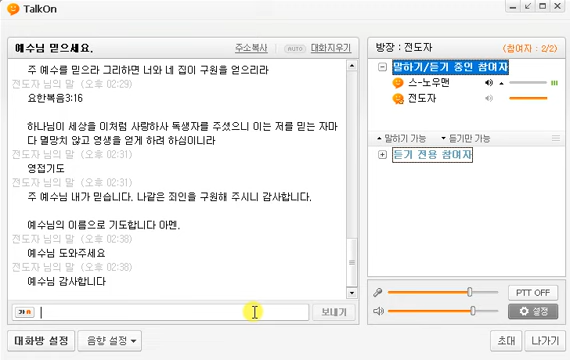 TalkOn
예수님 믿으세요.
주소복사
AUTO 대화지우기
주 예수를 믿으라 그리하면 너와 네 집이 구원을 얻으리라
전도자 님의 말 (오후 02:29)
요한복음3:16
하나님이 세상을 이처럼 사랑하사 독생자를 주셨으니 이는 저를 믿는 자마
다 멸망치 않고 영생을 얻게 하려 하심이니라
전도자 님의 말 (오후 02:31)
영접기도
전도자 님의 말 (오후 02:31)
주 예수님 내가 믿습니다. 나같은 죄인을 구원해 주시니 감사합니다.
예수님의 이름으로 기도합니다 아멘.
전도자 님의 말 (오후 02:38)
예수님 도와주세요
전도자 님의 말 (오후 02:38)
예수님 감사합니다
가
보내기
대화방 설정
음향 설정
방장 : 전도자
(참여자 : 2/2)
말하기/듣기 중인 참여자
스-노우맨
전도자
말하기 가능
듣기만 가능
듣기 전용 참여자
PTT OFF
설정
초대
나가기